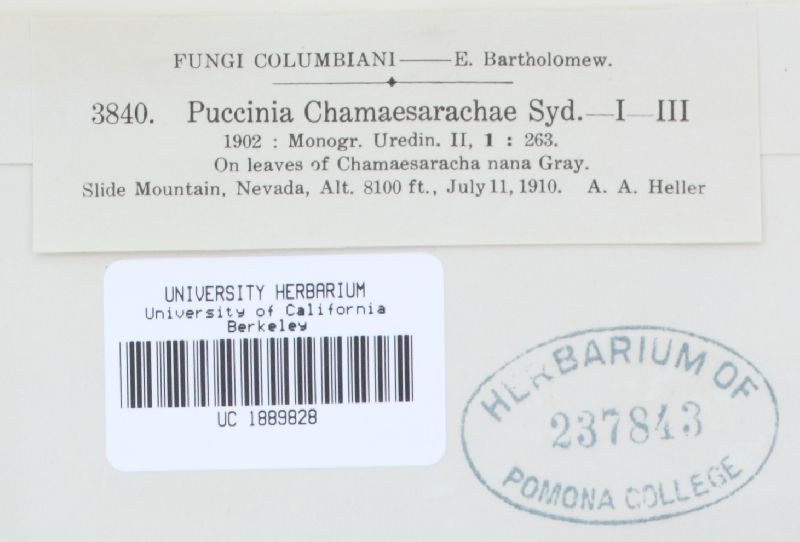 FUNGI COLUMBIANI—E. Bartholomew.
3840. Puccinia Chamaesarachae Syd.—I—III
1902 : Monogr. Uredin. II, 1 : 263.
On leaves of Chamaesaracha nana Gray.
Slide Mountain, Nevada, Alt. 8100 ft., July 11, 1910. A. A. Heller
UNIVERSITY HERBARIUM
University of California
Berkeley
UC 1889828
HERBARIUM OF
237843
POMONA COLLEGE